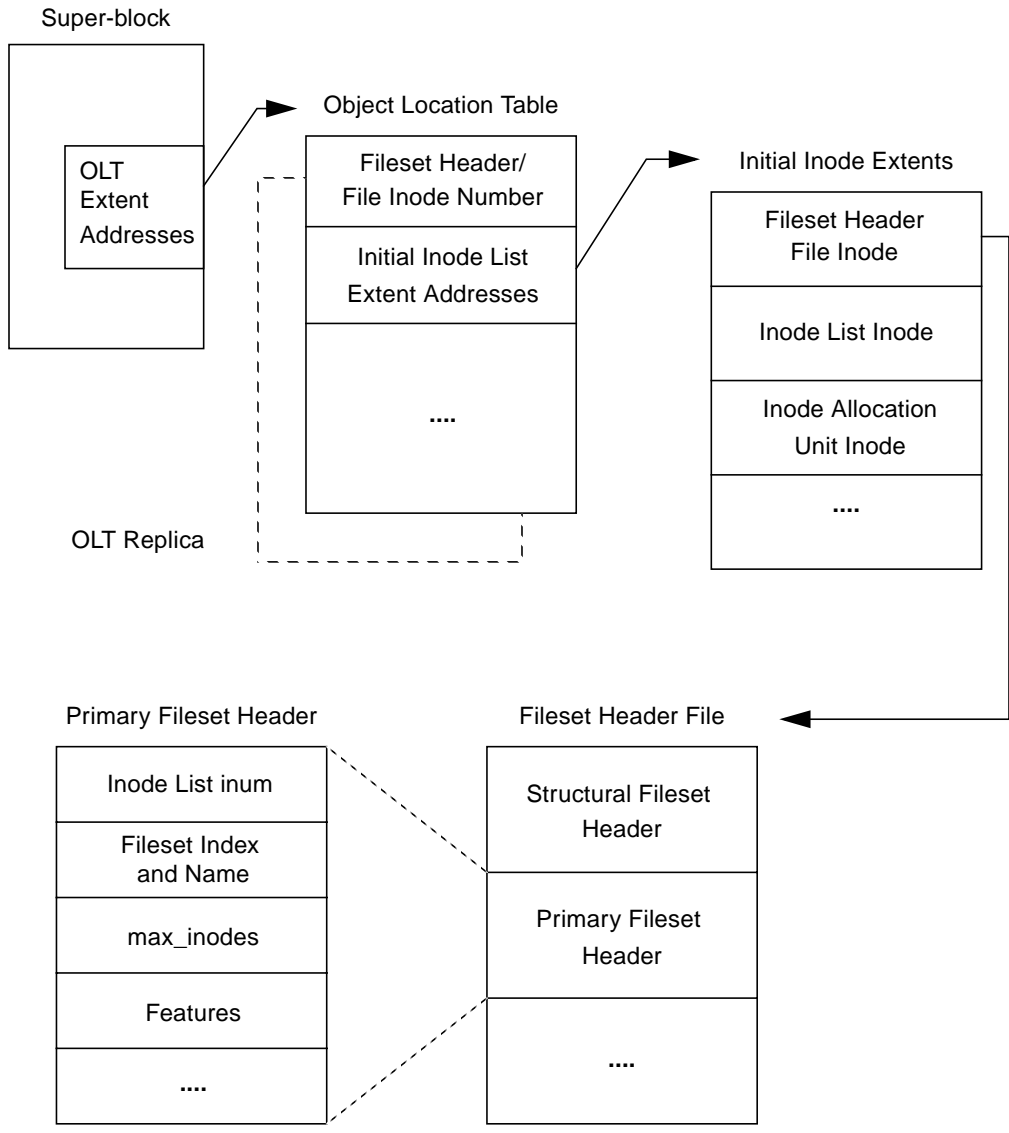 Super-block
OLT
Extent
Addresses
Object Location Table
Fileset Header/
File Inode Number
Initial Inode List
Extent Addresses
....
OLT Replica
Initial Inode Extents
Fileset Header
File Inode
Inode List Inode
Inode Allocation
Unit Inode
....
Primary Fileset Header
Inode List inum
Fileset Index
and Name
max_inodes
Features
....
Fileset Header File
Structural Fileset
Header
Primary Fileset
Header
....